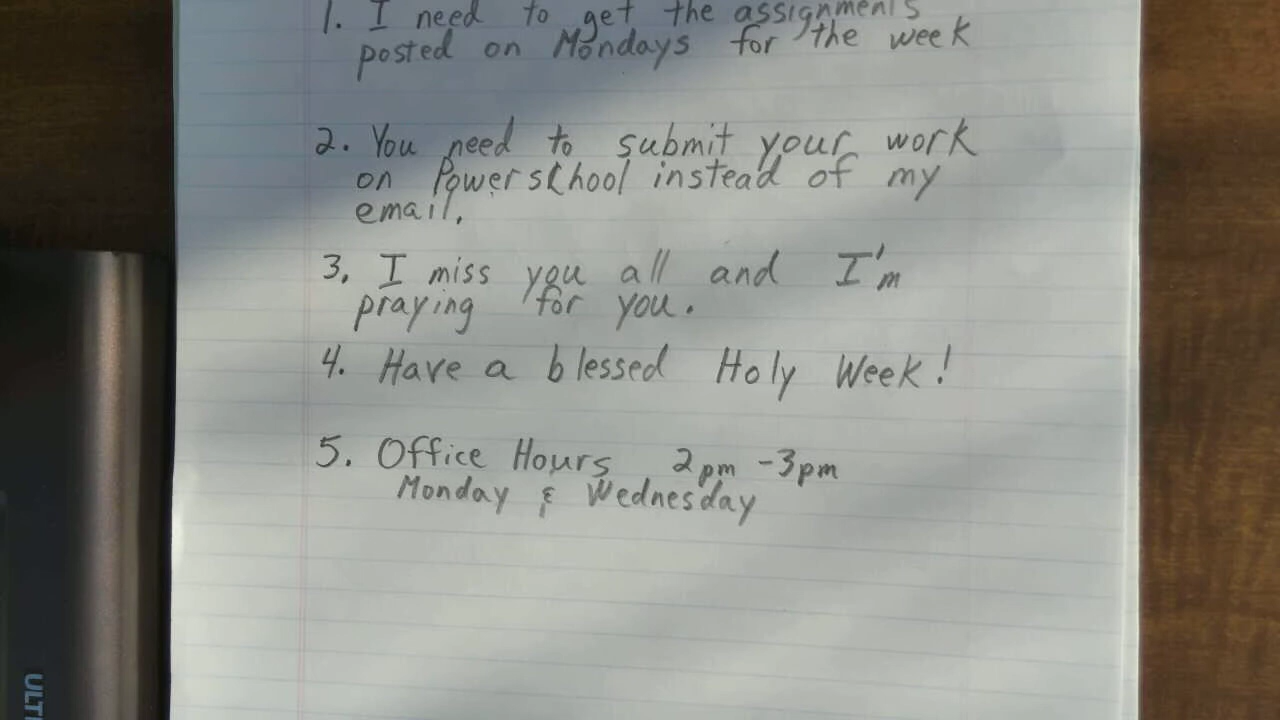 1. I need to get the assignments
posted on Mondays for the week
2. You need to submit your work
on Powerschool instead of my
email.
3. I miss you all and I'm
praying for you.
4. Have a blessed Holy Week!
5. Office Hours 2pm - 3pm
Monday & Wednesday